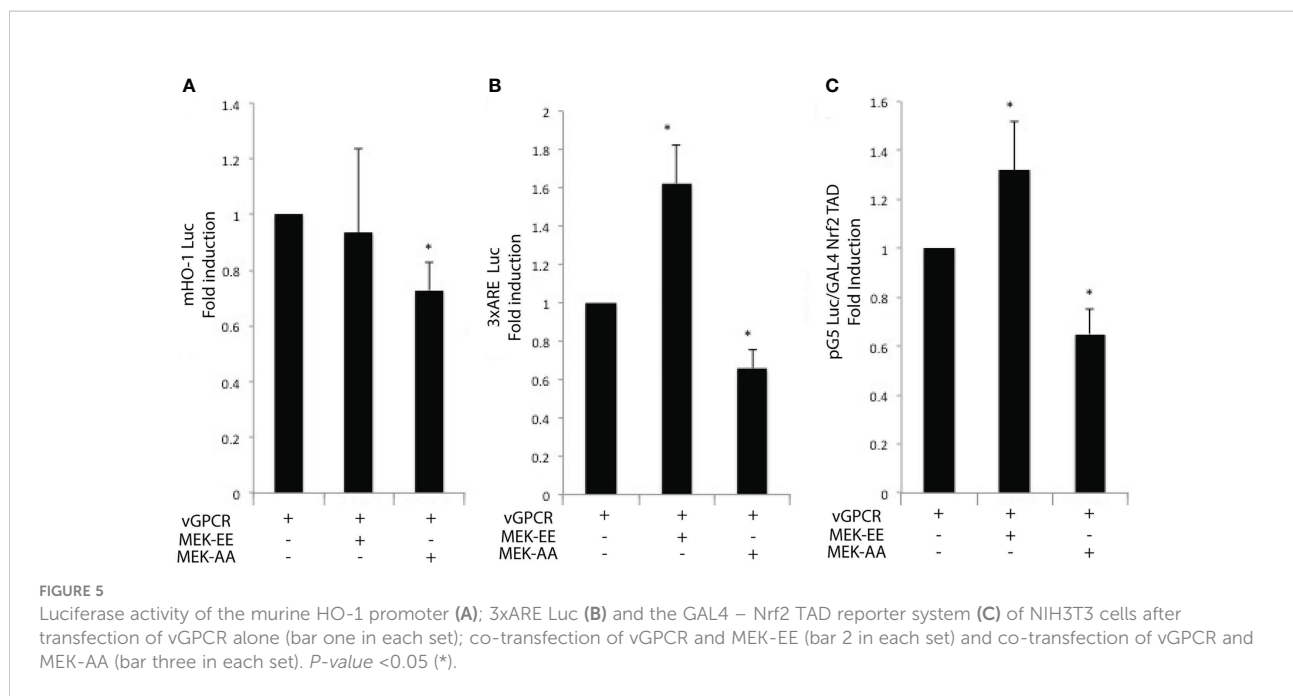 A
mHO-1 Luc
Fold induction
1.4
1.2
1
0.8
0.6
0.4
0.2
0
*
vGPCR + + +
MEK-EE - + -
MEK-AA - - +
B
3xARE Luc
Fold induction
2
1.8
1.6
1.4
1.2
1
0.8
0.6
0.4
0.2
0
*
*
vGPCR + + +
MEK-EE - + -
MEK-AA - - +
C
pG5 Luc/GAL4 Nrf2 TAD
Fold Induction
1.6
1.4
1.2
1
0.8
0.6
0.4
0.2
0
*
*
vGPCR + + +
MEK-EE - + -
MEK-AA - - +
FIGURE 5
Luciferase activity of the murine HO-1 promoter (A); 3xARE Luc (B) and the GAL4 – Nrf2 TAD reporter system (C) of NIH3T3 cells after
transfection of vGPCR alone (bar one in each set); co-transfection of vGPCR and MEK-EE (bar 2 in each set) and co-transfection of vGPCR and
MEK-AA (bar three in each set). P-value <0.05 (*).